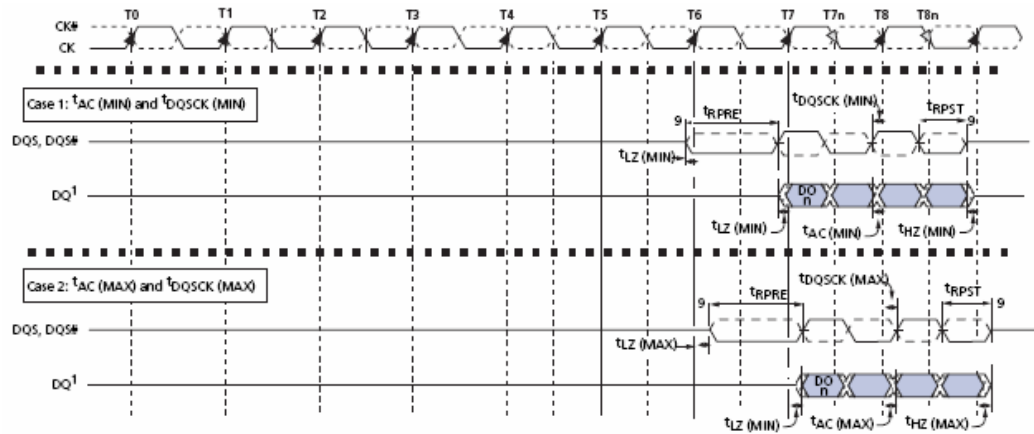 CK#
CK
T0 T1 T2 T3 T4 T5 T6 T7 T7n T8 T8n
Case 1: tAC (MIN) and tDQSCK (MIN)
tDQSCK (MIN)
9 tRPRE tRPST 9
DQS, DQS#
tLZ (MIN)
DQ1
DO
n
tLZ (MIN) tAC (MIN) tHZ (MIN)
Case 2: tAC (MAX) and tDQSCK (MAX)
tDQSCK (MAX)
9 tRPRE tRPST 9
DQS, DQS#
tLZ (MAX)
DQ1
DO
n
tLZ (MIN) tAC (MAX) tHZ (MAX)